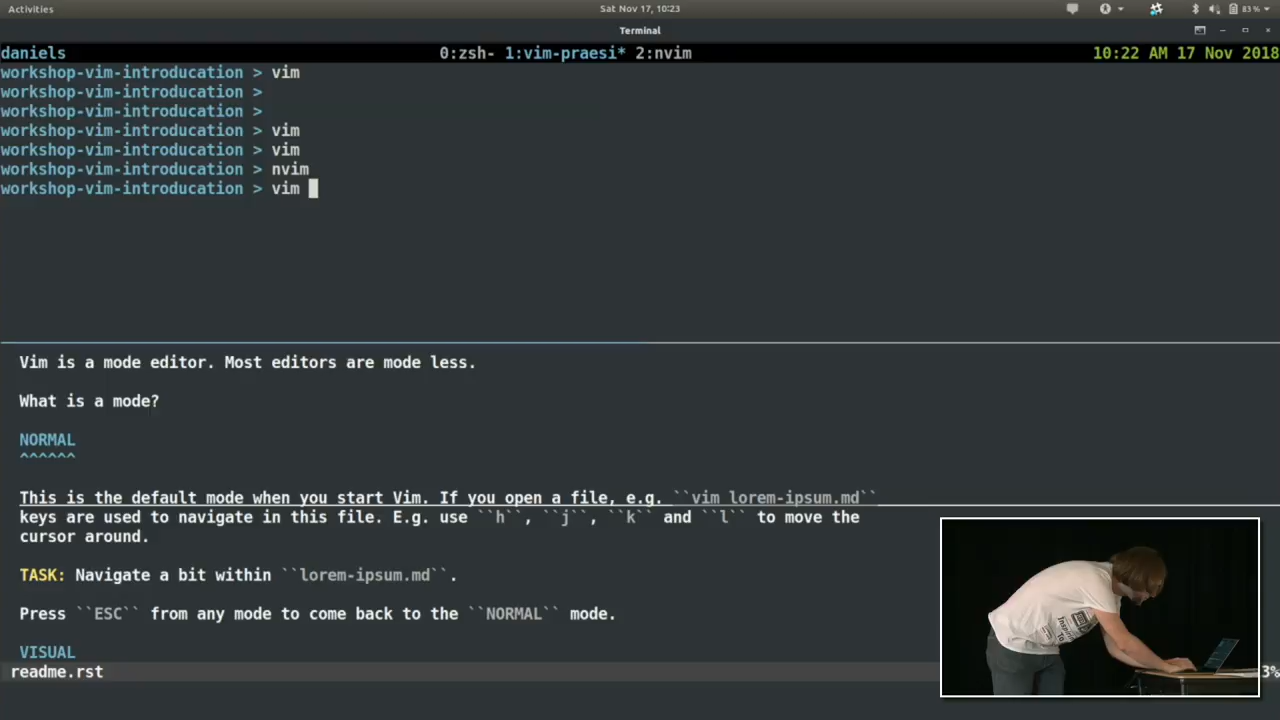 Activities
Sat Nov 17, 10:23
83 %
Terminal
daniels 0:zsh- 1:vim-praesi* 2:nvim 10:22 AM 17 Nov 2018
workshop-vim-introducation > vim
workshop-vim-introducation >
workshop-vim-introducation >
workshop-vim-introducation > vim
workshop-vim-introducation > vim
workshop-vim-introducation > nvim
workshop-vim-introducation > vim
Vim is a mode editor. Most editors are mode less.
What is a mode?
NORMAL
^^^^^^
This is the default mode when you start Vim. If you open a file, e.g. ``vim lorem-ipsum.md``
keys are used to navigate in this file. E.g. use ``h``, ``j``, ``k`` and ``l`` to move the
cursor around.
TASK: Navigate a bit within ``lorem-ipsum.md``.
Press ``ESC`` from any mode to come back to the ``NORMAL`` mode.
VISUAL
readme.rst 3%